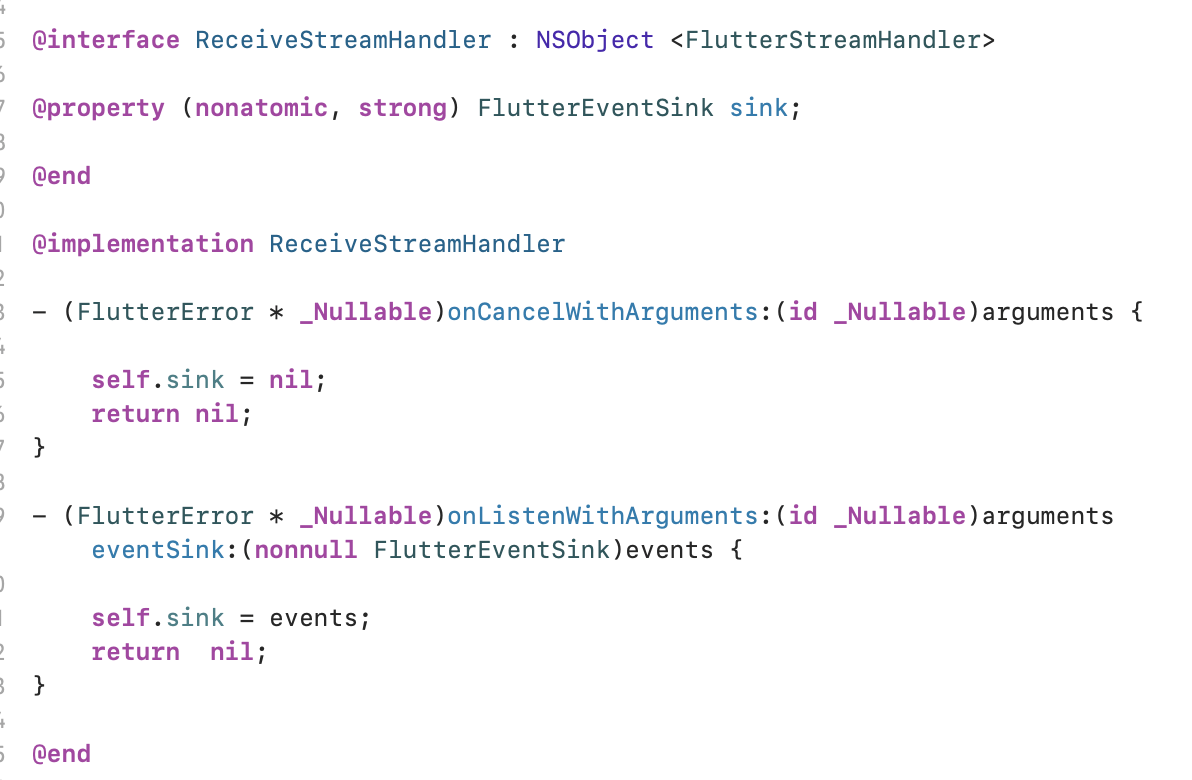 @interface ReceiveStreamHandler : NSObject <FlutterStreamHandler>
@property (nonatomic, strong) FlutterEventSink sink;
@end
@implementation ReceiveStreamHandler
- (FlutterError * _Nullable)onCancelWithArguments:(id _Nullable)arguments {
self.sink = nil;
return nil;
}
- (FlutterError * _Nullable)onListenWithArguments:(id _Nullable)arguments
eventSink:(nonnull FlutterEventSink)events {
self.sink = events;
return  nil;
}
@end